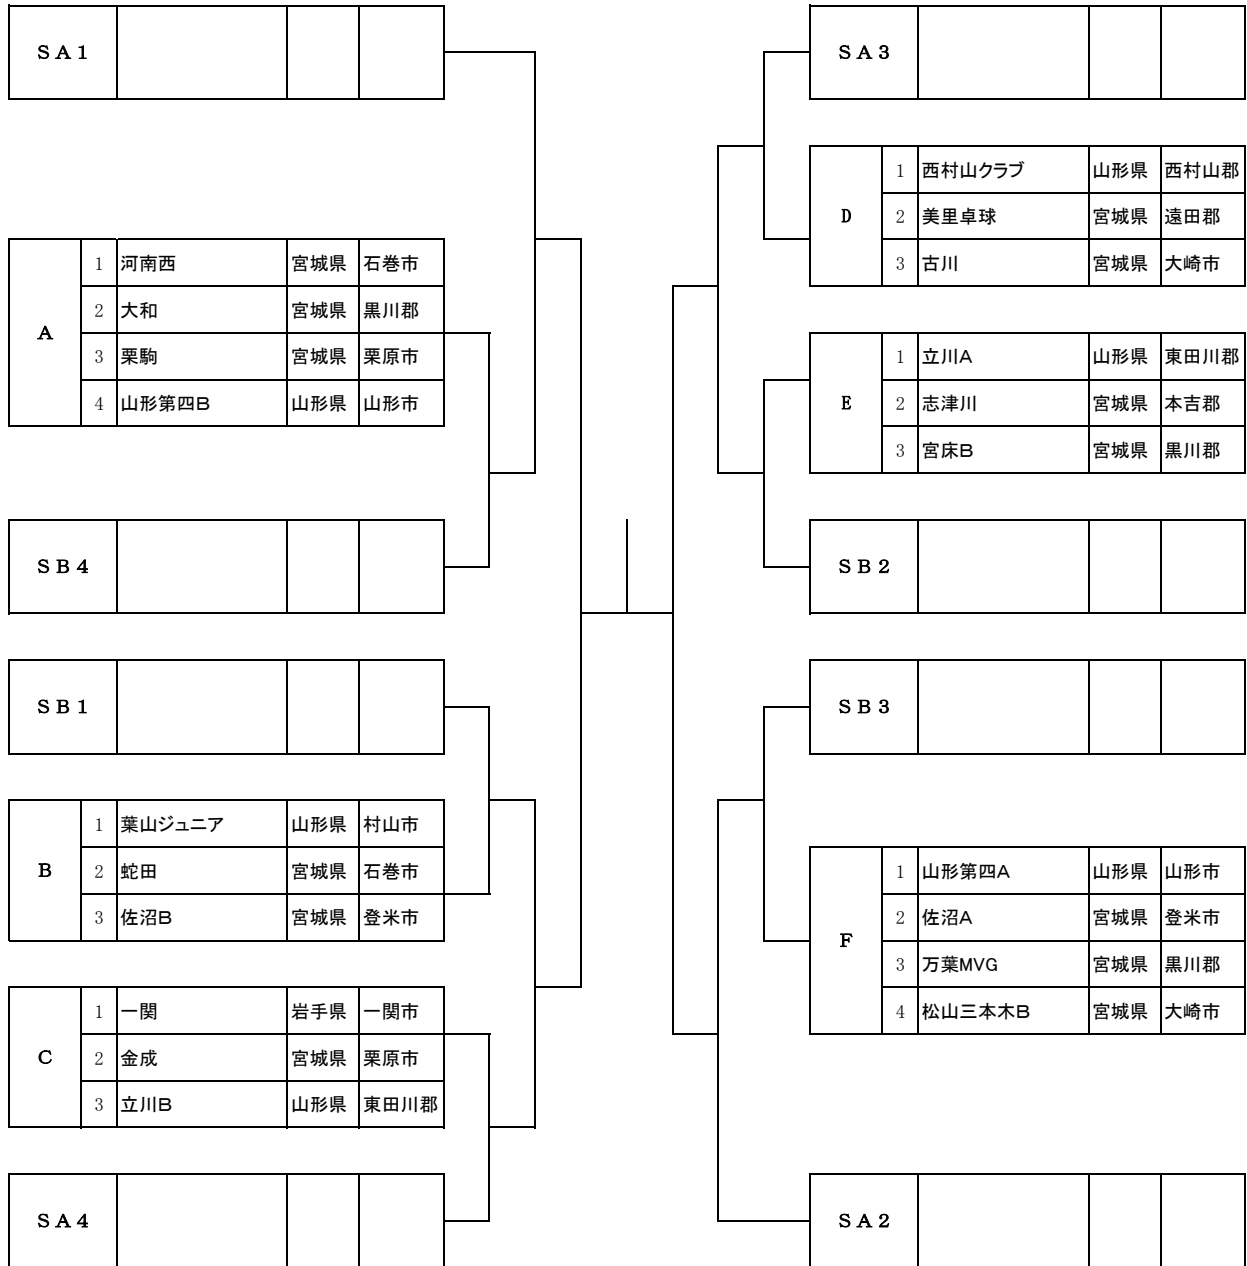 SA1
A
1 河南西 宮城県 石巻市
2 大和 宮城県 黒川郡
3 栗駒 宮城県 栗原市
4 山形第四B 山形県 山形市
SB4
SB1
B
1 葉山ジュニア 山形県 村山市
2 蛇田 宮城県 石巻市
3 佐沼B 宮城県 登米市
C
1 一関 岩手県 一関市
2 金成 宮城県 栗原市
3 立川B 山形県 東田川郡
SA4
SA3
D
1 西村山クラブ 山形県 西村山郡
2 美里卓球 宮城県 遠田郡
3 古川 宮城県 大崎市
E
1 立川A 山形県 東田川郡
2 志津川 宮城県 本吉郡
3 宮床B 宮城県 黒川郡
SB2
SB3
F
1 山形第四A 山形県 山形市
2 佐沼A 宮城県 登米市
3 万葉MVG 宮城県 黒川郡
4 松山三本木B 宮城県 大崎市
SA2